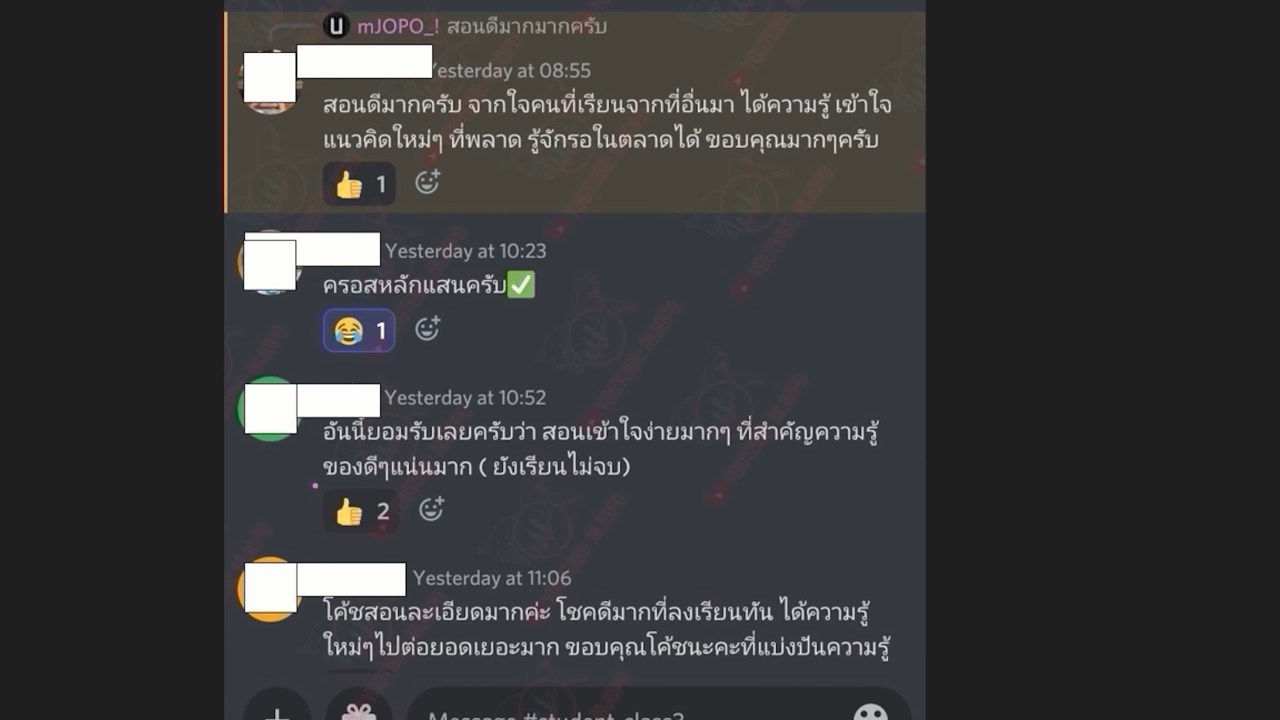 mJOPO_! สอนดีมากมากครับ
Yesterday at 08:55
สอนดีมากครับ จากใจคนที่เรียนจากที่อื่นมา ได้ความรู้ เข้าใจ
แนวคิดใหม่ๆ ที่พลาด รู้จักรอในตลาดได้ ขอบคุณมากๆครับ
👍 1
Yesterday at 10:23
ครอสหลักแสนครับ✅
😂 1
Yesterday at 10:52
อันนี้ยอมรับเลยครับว่า สอนเข้าใจง่ายมากๆ ที่สำคัญความรู้
ของดีๆแน่นมาก ( ยังเรียนไม่จบ)
👍 2
Yesterday at 11:06
โค้ชสอนละเอียดมากค่ะ โชคดีมากที่ลงเรียนทัน ได้ความรู้
ใหม่ๆไปต่อยอดเยอะมาก ขอบคุณโค้ชนะคะที่แบ่งปันความรู้
Message #student-class3